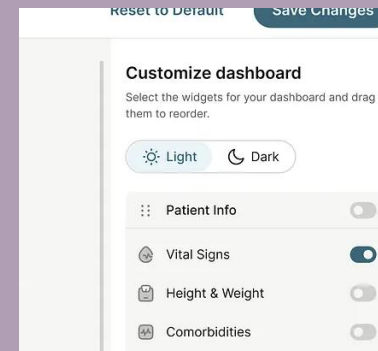 Reset to Default
Save Changes
Customize dashboard
Select the widgets for your dashboard and drag
them to reorder.
Light
Dark
Patient Info
Vital Signs
Height & Weight
Comorbidities